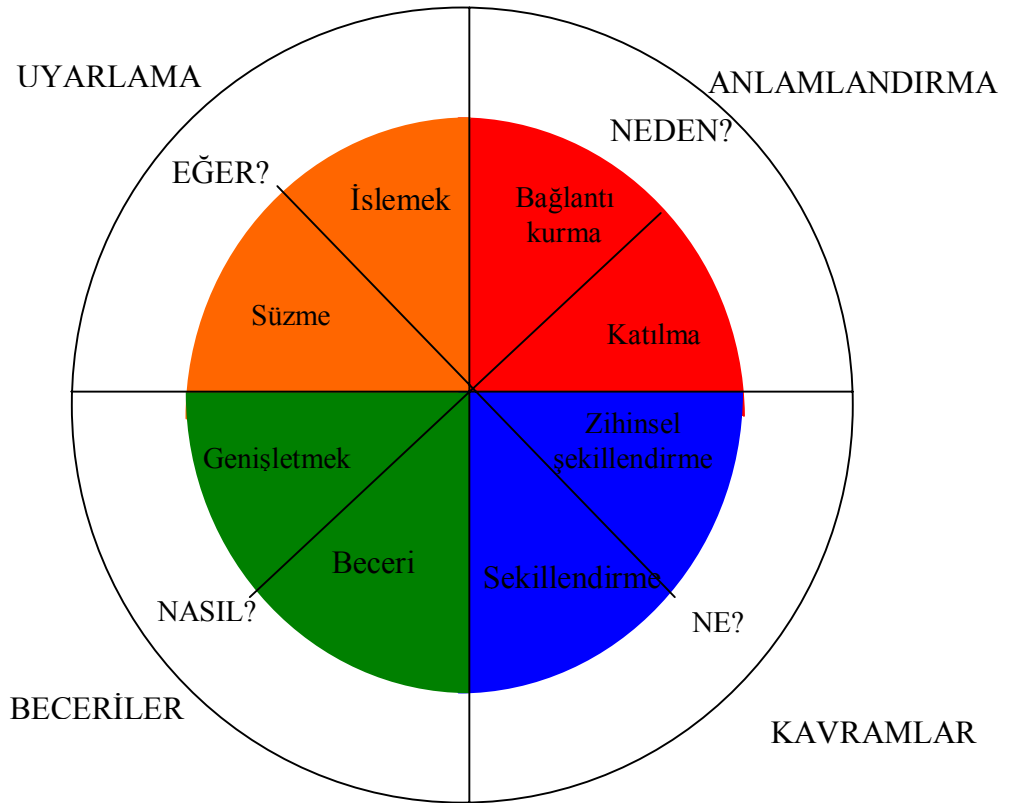 UYARLAMA
ANLAMLANDIRMA
NEDEN?
EĞER?
İslemek
Bağlantı
kurma
Süzme
Katılma
Zihinsel
şekillendirme
Genişletmek
Beceri
Sekillendirme
NASIL?
NE?
BECERİLER
KAVRAMLAR